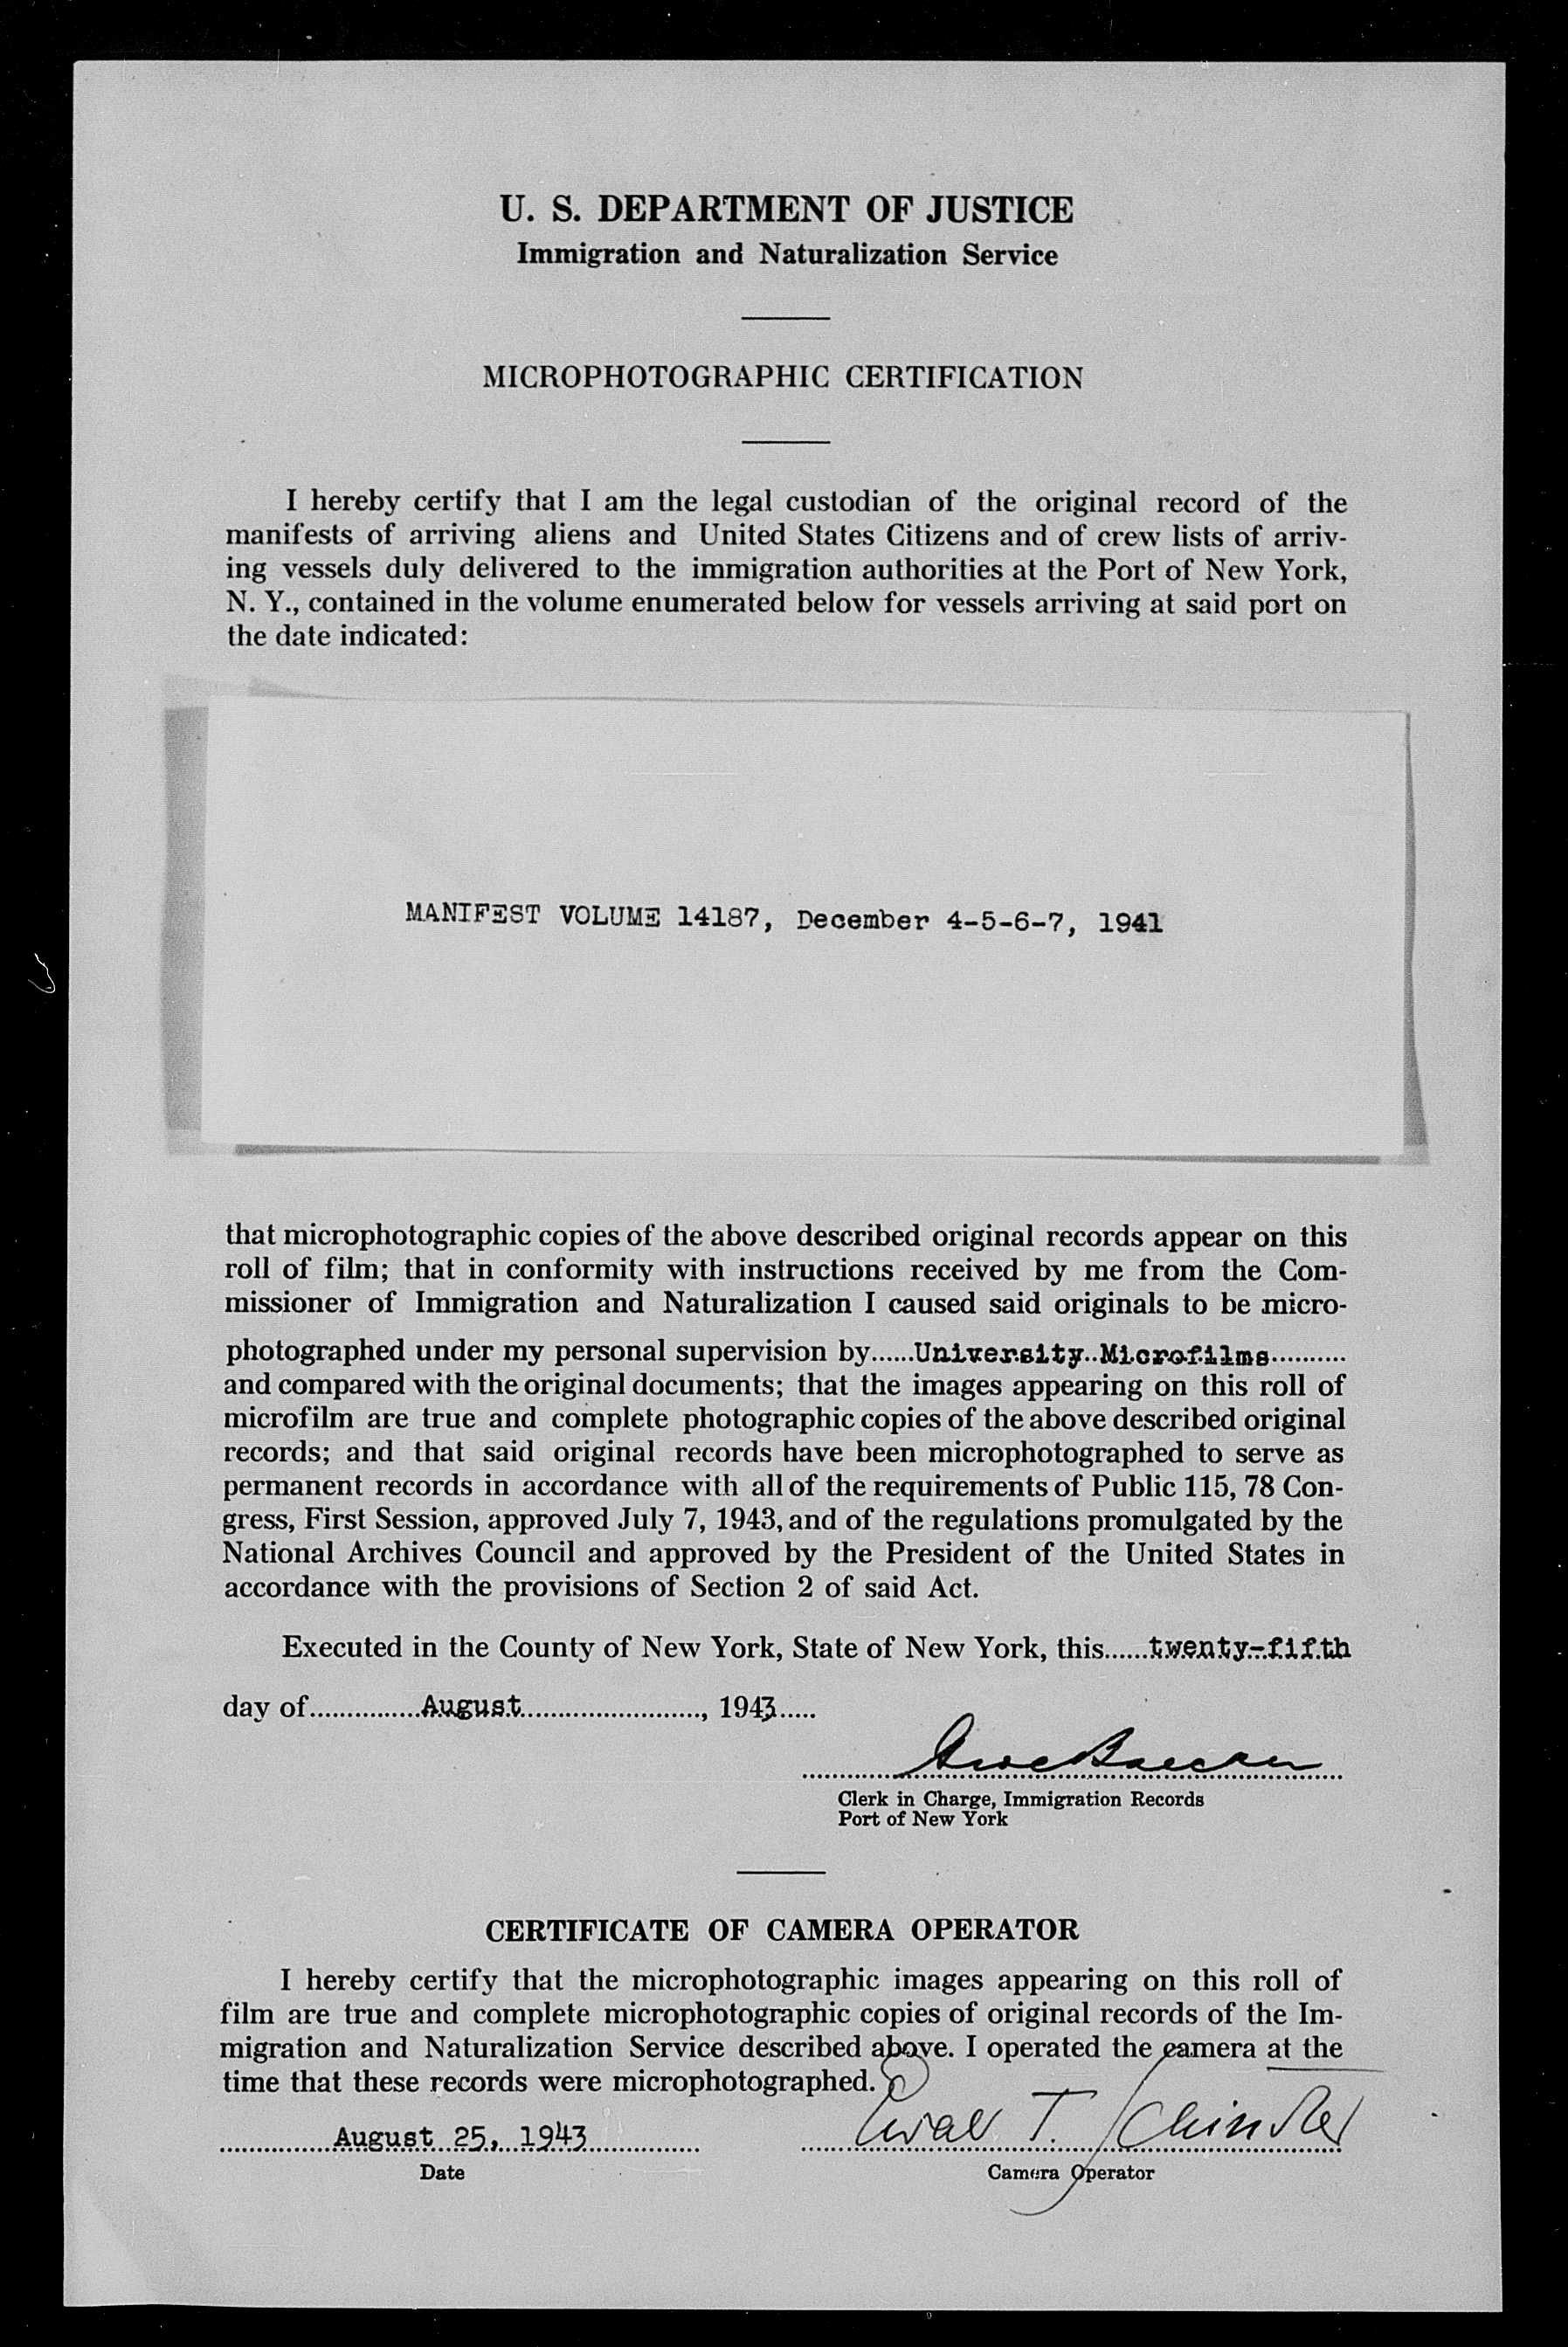 U. S. DEPARTMENT OF JUSTICE
Immigration and Naturalization Service
MICROPHOTOGRAPHIC CERTIFICATION
I hereby certify that I am the legal custodian of the original record of the
manifests of arriving aliens and United States Citizens and of crew lists of arriv-
ing vessels duly delivered to the immigration authorities at the Port of New York,
N. Y., contained in the volume enumerated below for vessels arriving at said port on
the date indicated:
MANIFEST VOLUME 14187, December 4-5-6-7, 1941
that microphotographic copies of the above described original records appear on this
roll of film; that in conformity with instructions received by me from the Com-
missioner of Immigration and Naturalization I caused said originals to be micro-
photographed under my personal supervision by......University Microfilms..........
and compared with the original documents; that the images appearing on this roll of
microfilm are true and complete photographic copies of the above described original
records; and that said original records have been microphotographed to serve as
permanent records in accordance with all of the requirements of Public 115, 78 Con-
gress, First Session, approved July 7, 1943, and of the regulations promulgated by the
National Archives Council and approved by the President of the United States in
accordance with the provisions of Section 2 of said Act.
Executed in the County of New York, State of New York, this......twenty-fifth
day of...............August........................, 1943.....
Clerk in Charge, Immigration Records
Port of New York
CERTIFICATE OF CAMERA OPERATOR
I hereby certify that the microphotographic images appearing on this roll of
film are true and complete microphotographic copies of original records of the Im-
migration and Naturalization Service described above. I operated the camera at the
time that these records were microphotographed.
August 25, 1943
T.
Date
Camera Operator